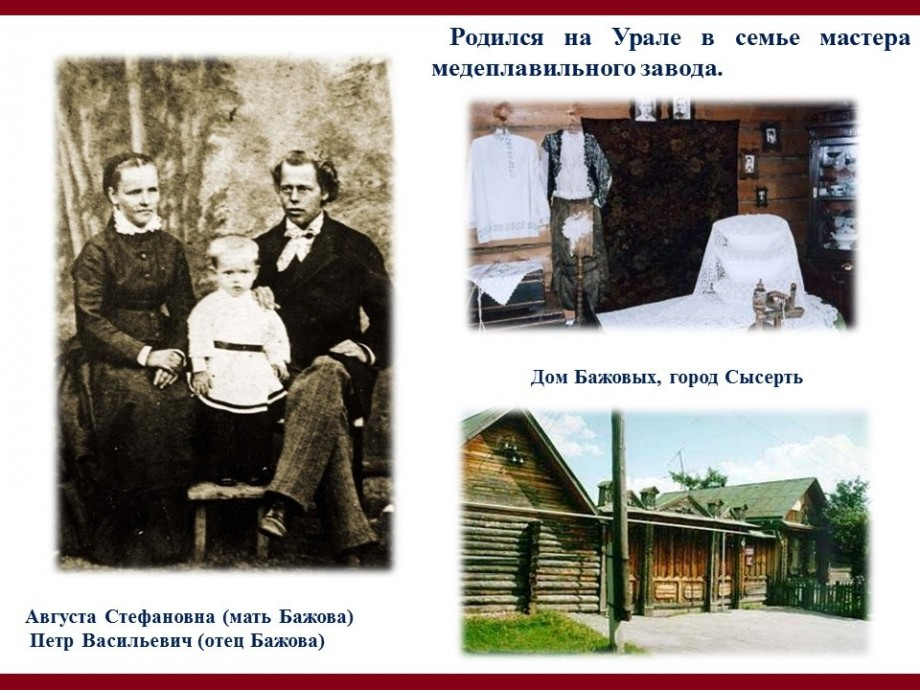 Родился на Урале в семье мастера
медеплавильного завода.
Дом Бажовых, город Сысерть
Августа Стефановна (мать Бажова)
Петр Васильевич (отец Бажова)